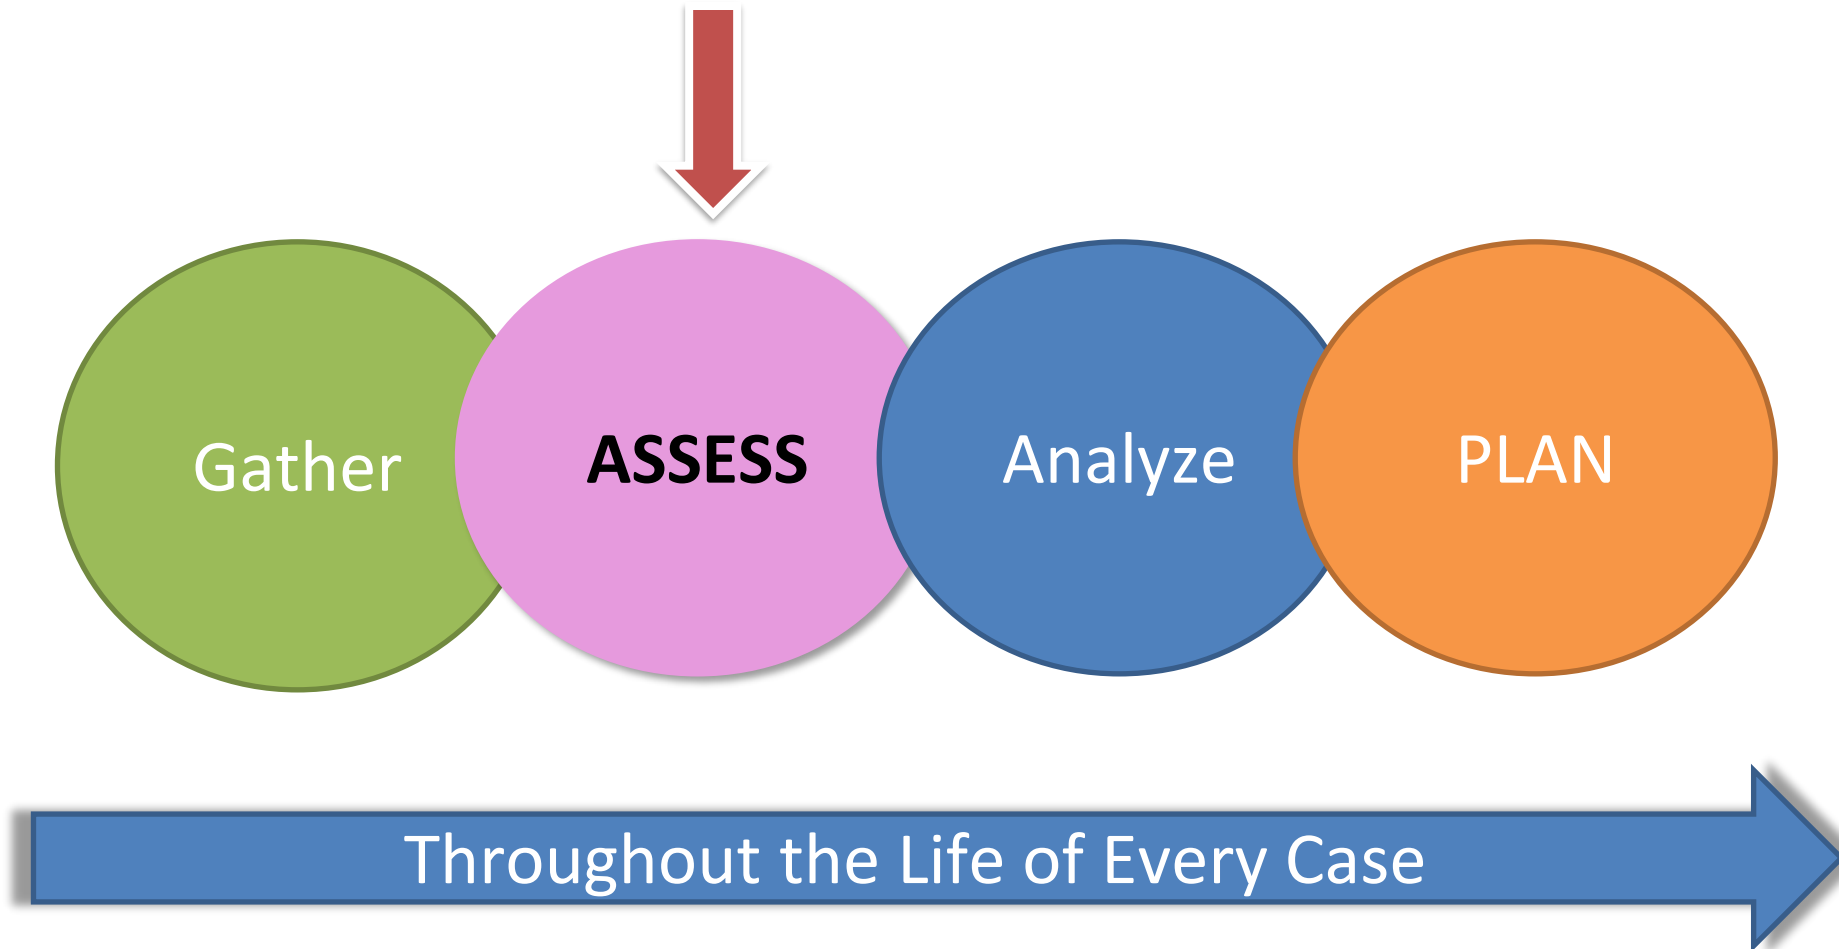 Gather
ASSESS
Analyze
PLAN
Throughout the Life of Every Case